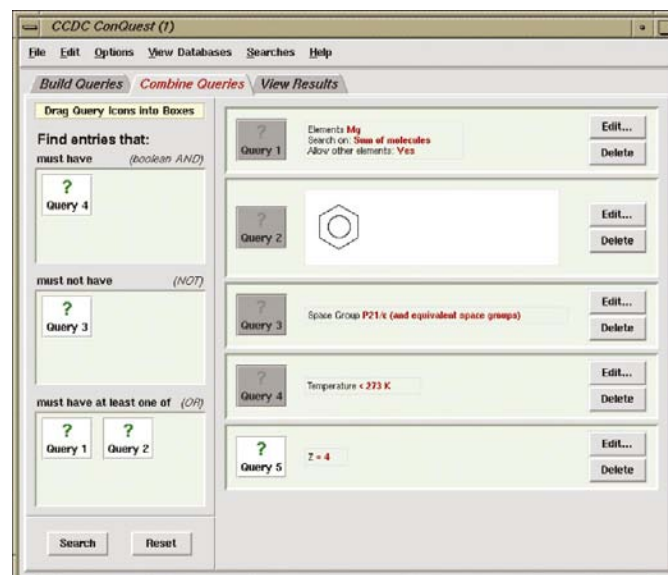 CCDC ConQuest (1)
File Edit Options View Databases Searches Help
Build Queries Combine Queries View Results
Drag Query Icons into Boxes
Find entries that:
must have (boolean AND)
?
Query 4
must not have (NOT)
?
Query 3
must have at least one of (OR)
? ?
Query 1 Query 2
Search Reset
?
Query 1
Elements Mg
Search on: Sum of molecules
Allow other elements: Yes
Edit...
Delete
?
Query 2
Edit...
Delete
?
Query 3
Space Group P21/c (and equivalent space groups)
Edit...
Delete
?
Query 4
Temperature < 273 K
Edit...
Delete
?
Query 5
Z = 4
Edit...
Delete